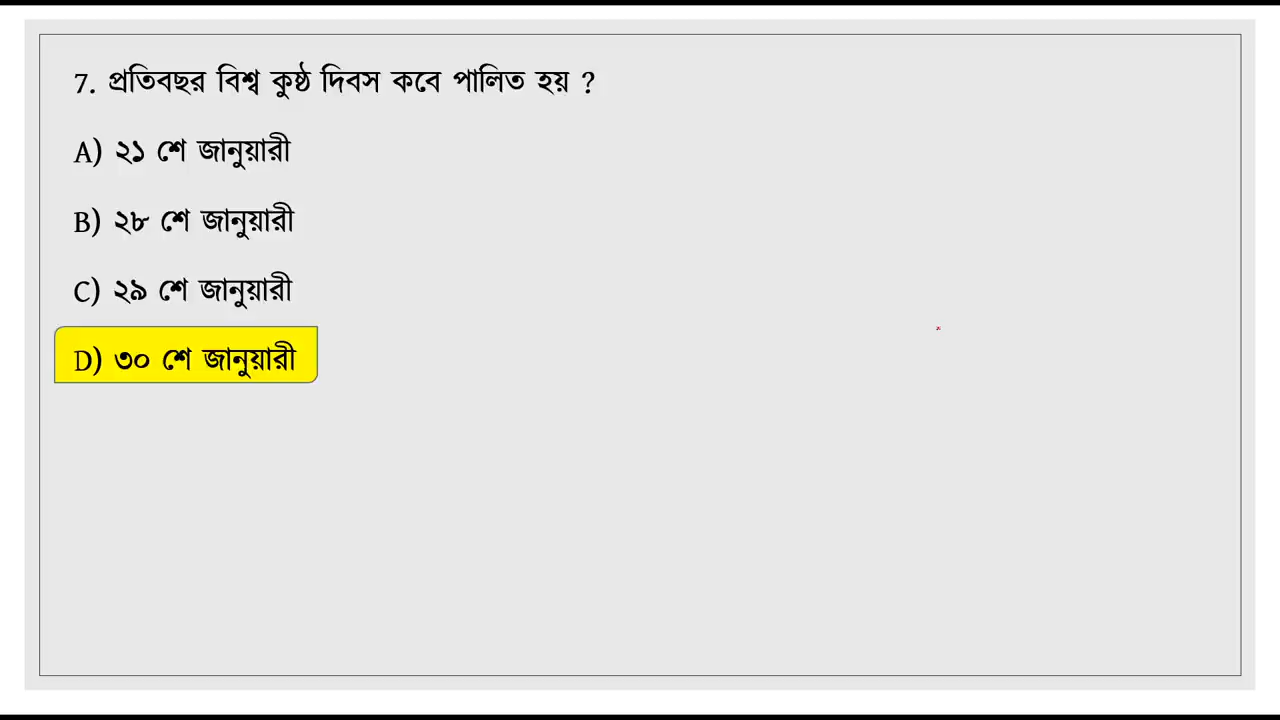 7. প্রতিবছর বিশ্ব কুষ্ঠ দিবস কবে পালিত হয় ?
A) ২১ শে জানুয়ারী
B) ২৮ শে জানুয়ারী
C) ২৯ শে জানুয়ারী
D) ৩০ শে জানুয়ারী